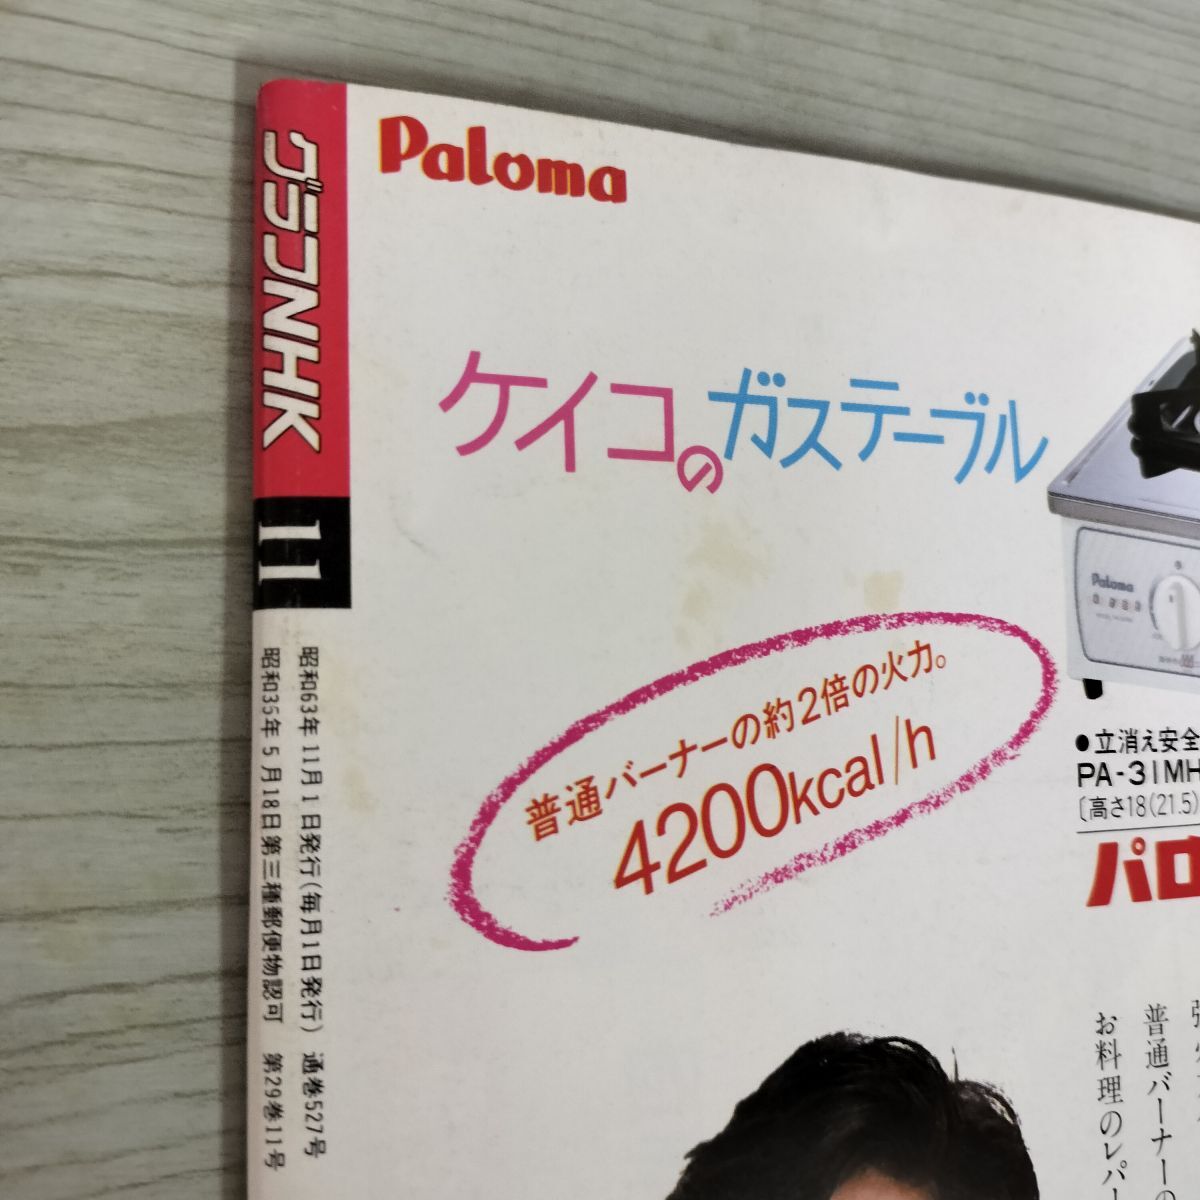 グラフNHK
11
昭和63年11月1日発行(毎月1日発行) 通巻527号
昭和35年5月18日第三種郵便物認可 第29巻11号
Paloma
ケイコのガステーブル
普通バーナーの約2倍の火力。
4200kcal/h
Paloma
●立消え安全
PA-31MH
〔高さ18(21.5)
パロ
普通バーナーの
お料理のレパー